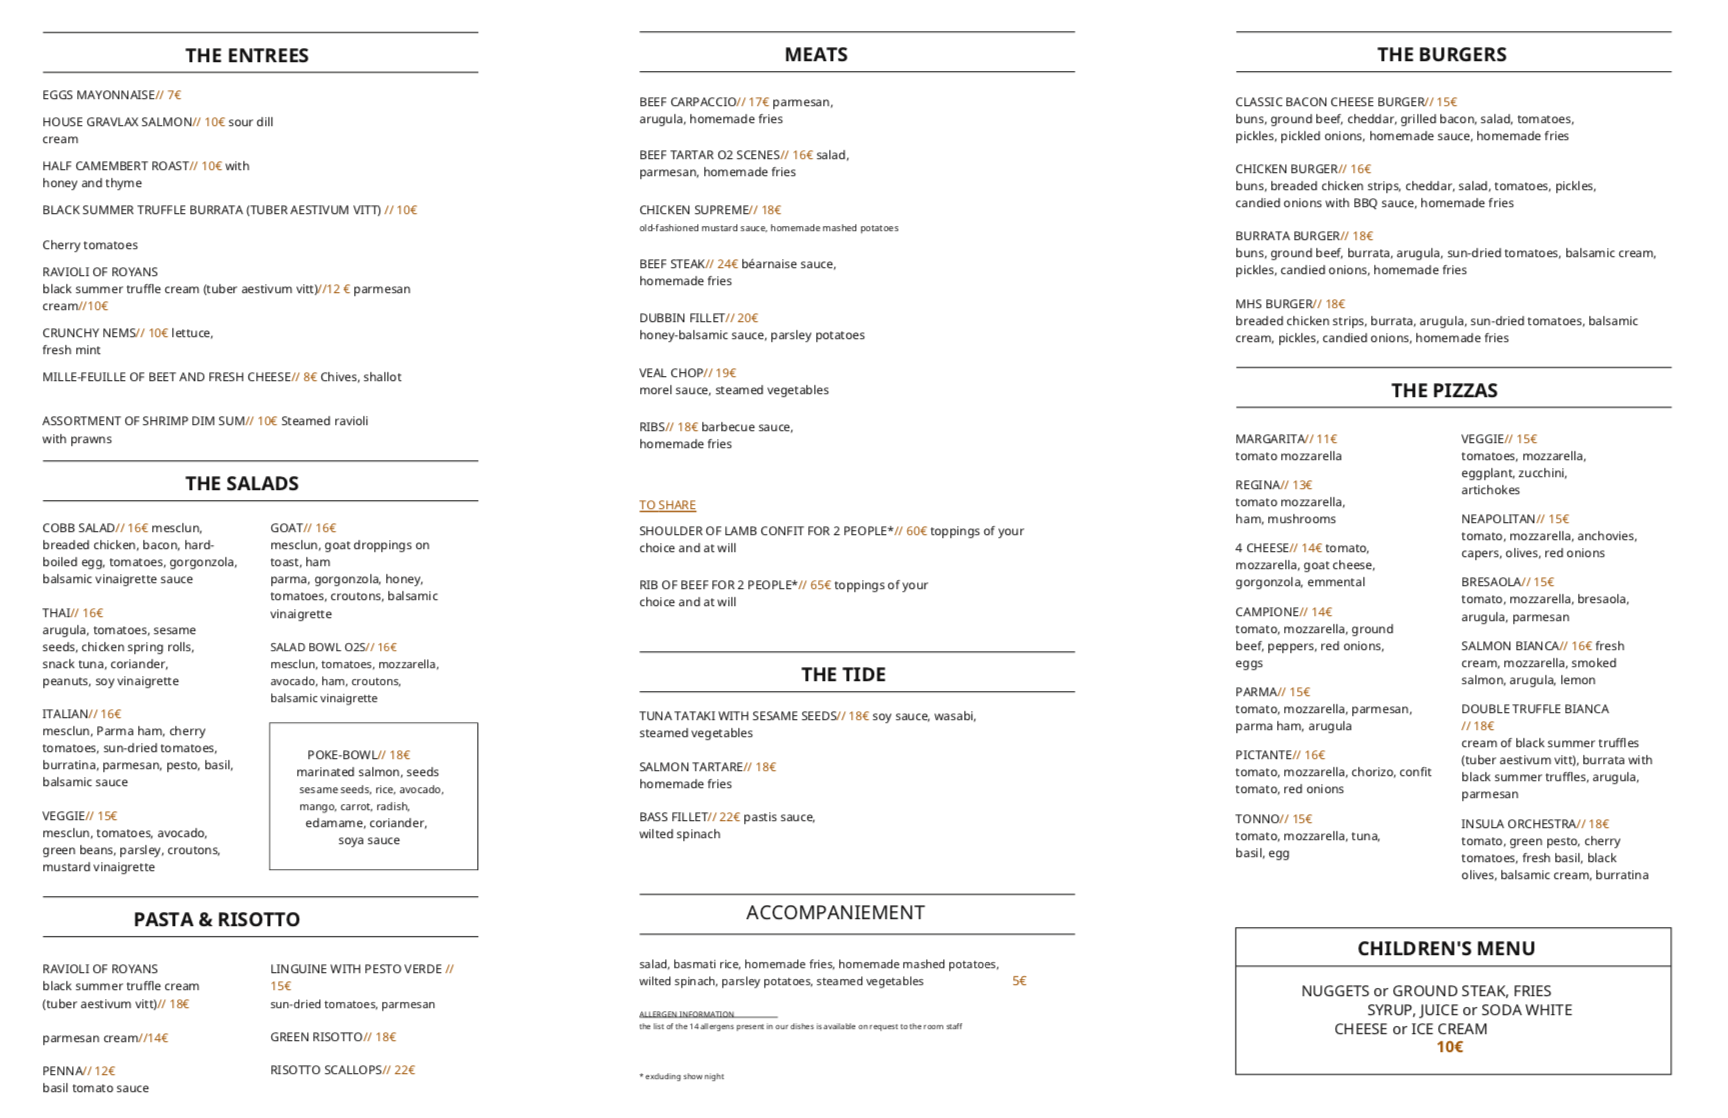 THE ENTREES
EGGS MAYONNAISE// 7€
HOUSE GRAVLAX SALMON// 10€ sour dill
cream
HALF CAMEMBERT ROAST// 10€ with
honey and thyme
BLACK SUMMER TRUFFLE BURRATA (TUBER AESTIVUM VITT) // 10€
Cherry tomatoes
RAVIOLI OF ROYANS
black summer truffle cream (tuber aestivum vitt)//12 € parmesan
cream//10€
CRUNCHY NEMS// 10€ lettuce,
fresh mint
MILLE-FEUILLE OF BEET AND FRESH CHEESE// 8€ Chives, shallot
ASSORTMENT OF SHRIMP DIM SUM// 10€ Steamed ravioli
with prawns
THE SALADS
COBB SALAD// 16€ mesclun,
breaded chicken, bacon, hard-
boiled egg, tomatoes, gorgonzola,
balsamic vinaigrette sauce
THAI// 16€
arugula, tomatoes, sesame
seeds, chicken spring rolls,
snack tuna, coriander,
peanuts, soy vinaigrette
ITALIAN// 16€
mesclun, Parma ham, cherry
tomatoes, sun-dried tomatoes,
burratina, parmesan, pesto, basil,
balsamic sauce
VEGGIE// 15€
mesclun, tomatoes, avocado,
green beans, parsley, croutons,
mustard vinaigrette
GOAT// 16€
mesclun, goat droppings on
toast, ham
parma, gorgonzola, honey,
tomatoes, croutons, balsamic
vinaigrette
SALAD BOWL O2S// 16€
mesclun, tomatoes, mozzarella,
avocado, ham, croutons,
balsamic vinaigrette
POKE-BOWL// 18€
marinated salmon, seeds
sesame seeds, rice, avocado,
mango, carrot, radish,
edamame, coriander,
soya sauce
PASTA & RISOTTO
RAVIOLI OF ROYANS
black summer truffle cream
(tuber aestivum vitt)// 18€
parmesan cream//14€
PENNA// 12€
basil tomato sauce
LINGUINE WITH PESTO VERDE //
15€
sun-dried tomatoes, parmesan
GREEN RISOTTO// 18€
RISOTTO SCALLOPS// 22€
MEATS
BEEF CARPACCIO// 17€ parmesan,
arugula, homemade fries
BEEF TARTAR O2 SCENES// 16€ salad,
parmesan, homemade fries
CHICKEN SUPREME// 18€
old-fashioned mustard sauce, homemade mashed potatoes
BEEF STEAK// 24€ béarnaise sauce,
homemade fries
DUBBIN FILLET// 20€
honey-balsamic sauce, parsley potatoes
VEAL CHOP// 19€
morel sauce, steamed vegetables
RIBS// 18€ barbecue sauce,
homemade fries
TO SHARE
SHOULDER OF LAMB CONFIT FOR 2 PEOPLE*// 60€ toppings of your
choice and at will
RIB OF BEEF FOR 2 PEOPLE*// 65€ toppings of your
choice and at will
THE TIDE
TUNA TATAKI WITH SESAME SEEDS// 18€ soy sauce, wasabi,
steamed vegetables
SALMON TARTARE// 18€
homemade fries
BASS FILLET// 22€ pastis sauce,
wilted spinach
ACCOMPANIEMENT
salad, basmati rice, homemade fries, homemade mashed potatoes,
wilted spinach, parsley potatoes, steamed vegetables 5€
ALLERGEN INFORMATION
the list of the 14 allergens present in our dishes is available on request to the room staff
* excluding show night
THE BURGERS
CLASSIC BACON CHEESE BURGER// 15€
buns, ground beef, cheddar, grilled bacon, salad, tomatoes,
pickles, pickled onions, homemade sauce, homemade fries
CHICKEN BURGER// 16€
buns, breaded chicken strips, cheddar, salad, tomatoes, pickles,
candied onions with BBQ sauce, homemade fries
BURRATA BURGER// 18€
buns, ground beef, burrata, arugula, sun-dried tomatoes, balsamic cream,
pickles, candied onions, homemade fries
MHS BURGER// 18€
breaded chicken strips, burrata, arugula, sun-dried tomatoes, balsamic
cream, pickles, candied onions, homemade fries
THE PIZZAS
MARGARITA// 11€
tomato mozzarella
REGINA// 13€
tomato mozzarella,
ham, mushrooms
4 CHEESE// 14€ tomato,
mozzarella, goat cheese,
gorgonzola, emmental
CAMPIONE// 14€
tomato, mozzarella, ground
beef, peppers, red onions,
eggs
PARMA// 15€
tomato, mozzarella, parmesan,
parma ham, arugula
PICTANTE// 16€
tomato, mozzarella, chorizo, confit
tomato, red onions
TONNO// 15€
tomato, mozzarella, tuna,
basil, egg
VEGGIE// 15€
tomatoes, mozzarella,
eggplant, zucchini,
artichokes
NEAPOLITAN// 15€
tomato, mozzarella, anchovies,
capers, olives, red onions
BRESAOLA// 15€
tomato, mozzarella, bresaola,
arugula, parmesan
SALMON BIANCA// 16€ fresh
cream, mozzarella, smoked
salmon, arugula, lemon
DOUBLE TRUFFLE BIANCA
// 18€
cream of black summer truffles
(tuber aestivum vitt), burrata with
black summer truffles, arugula,
parmesan
INSULA ORCHESTRA// 18€
tomato, green pesto, cherry
tomatoes, fresh basil, black
olives, balsamic cream, burratina
CHILDREN'S MENU
NUGGETS or GROUND STEAK, FRIES
SYRUP, JUICE or SODA WHITE
CHEESE or ICE CREAM
10€